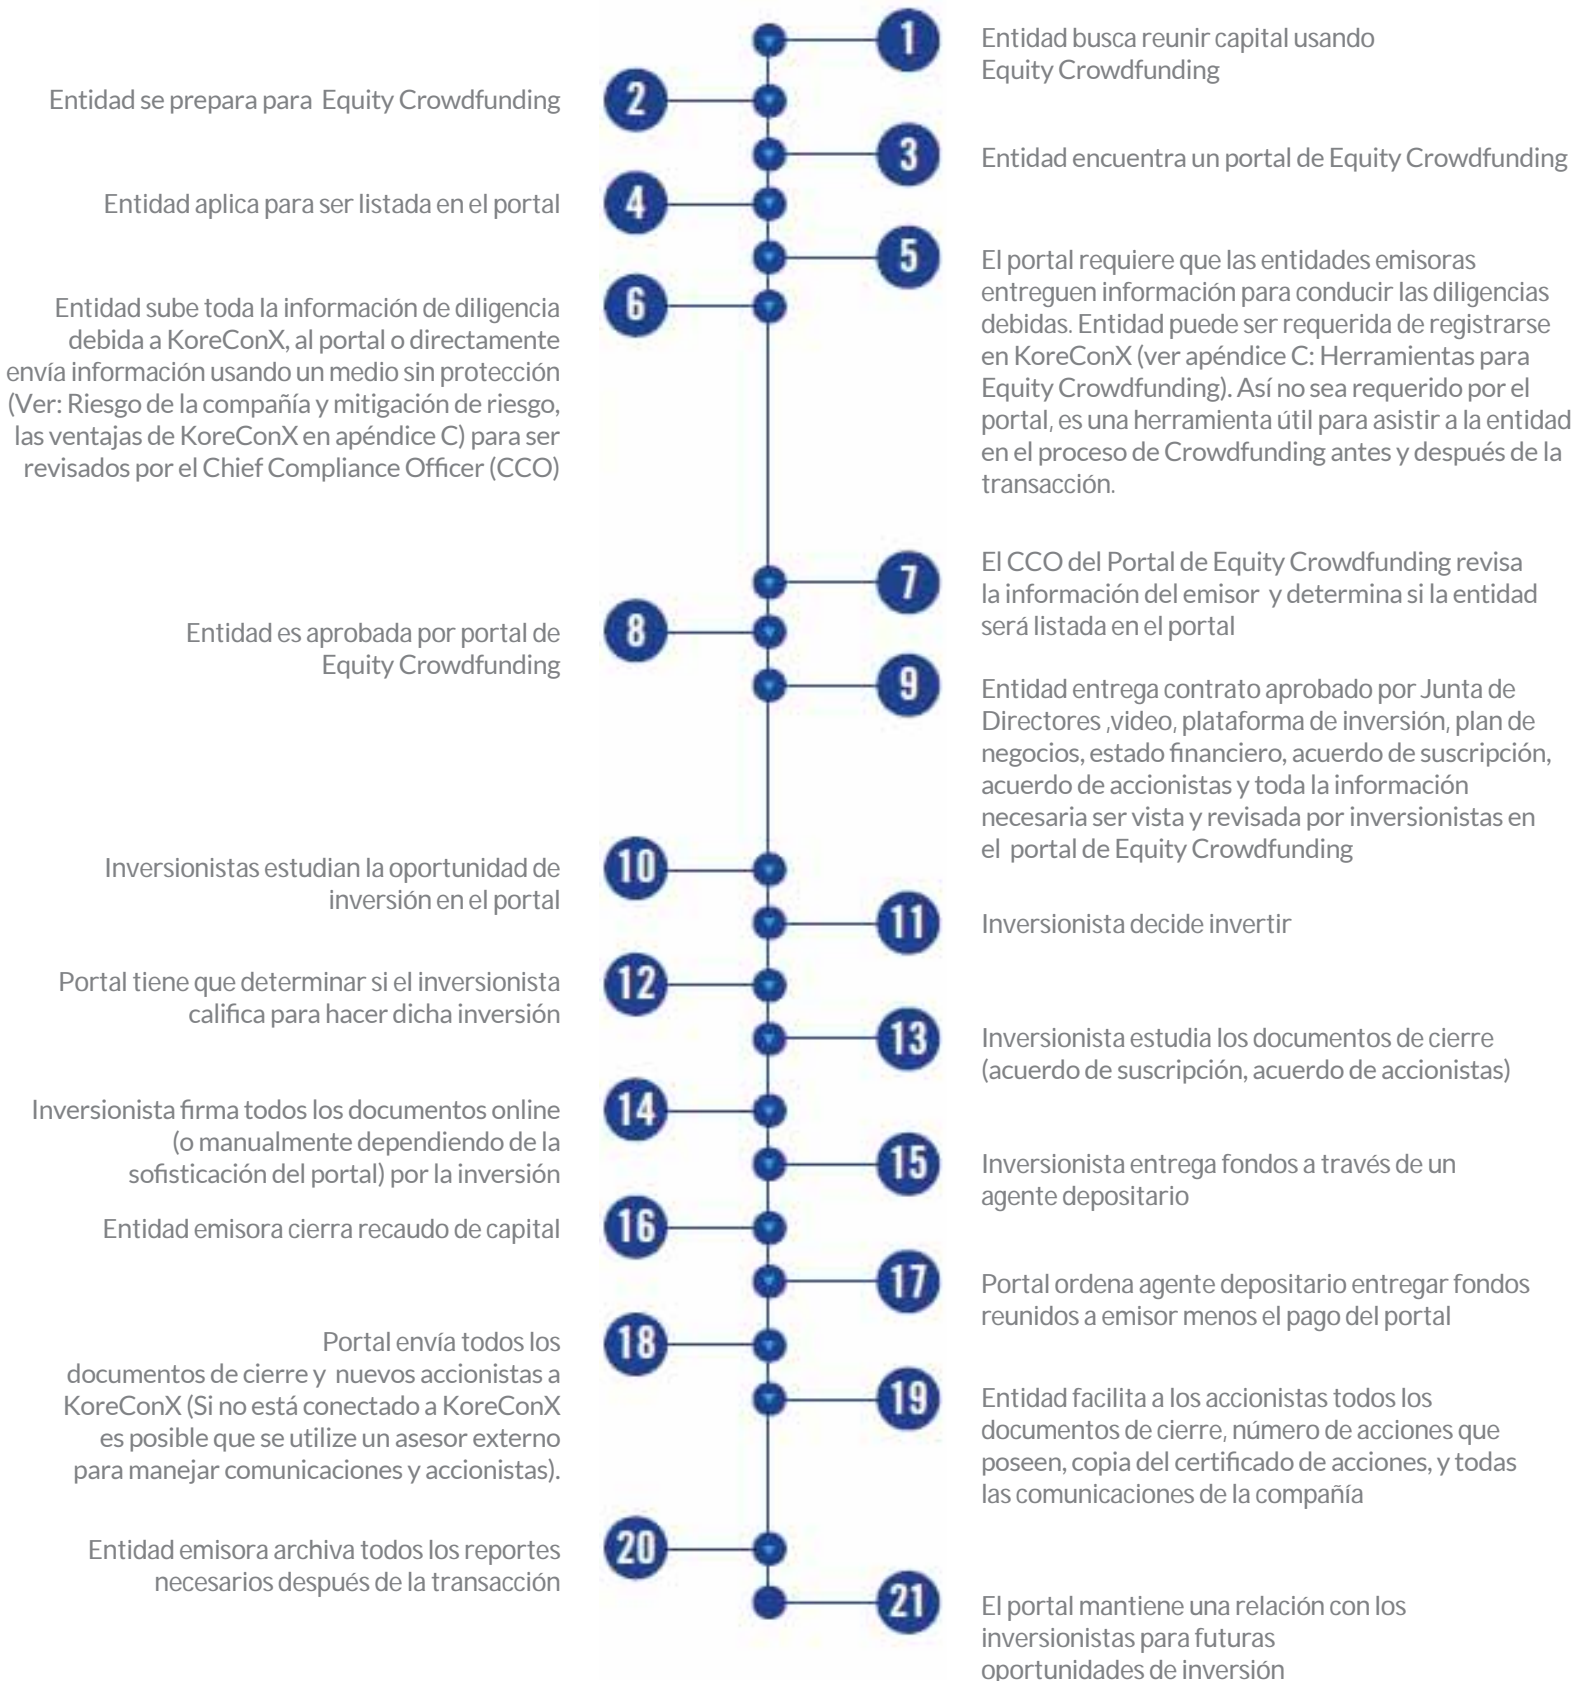 1
Entidad busca reunir capital usando
Equity Crowdfunding
2
Entidad se prepara para Equity Crowdfunding
3
Entidad encuentra un portal de Equity Crowdfunding
4
Entidad aplica para ser listada en el portal
5
El portal requiere que las entidades emisoras
entreguen información para conducir las diligencias
debidas. Entidad puede ser requerida de registrarse
en KoreConX (ver apéndice C: Herramientas para
Equity Crowdfunding). Así no sea requerido por el
portal, es una herramienta útil para asistir a la entidad
en el proceso de Crowdfunding antes y después de la
transacción.
6
Entidad sube toda la información de diligencia
debida a KoreConX, al portal o directamente
envía información usando un medio sin protección
(Ver: Riesgo de la compañía y mitigación de riesgo,
las ventajas de KoreConX en apéndice C) para ser
revisados por el Chief Compliance Officer (CCO)
7
El CCO del Portal de Equity Crowdfunding revisa
la información del emisor y determina si la entidad
será listada en el portal
8
Entidad es aprobada por portal de
Equity Crowdfunding
9
Entidad entrega contrato aprobado por Junta de
Directores ,video, plataforma de inversión, plan de
negocios, estado financiero, acuerdo de suscripción,
acuerdo de accionistas y toda la información
necesaria ser vista y revisada por inversionistas en
el portal de Equity Crowdfunding
10
Inversionistas estudian la oportunidad de
inversión en el portal
11
Inversionista decide invertir
12
Portal tiene que determinar si el inversionista
califica para hacer dicha inversión
13
Inversionista estudia los documentos de cierre
(acuerdo de suscripción, acuerdo de accionistas)
14
Inversionista firma todos los documentos online
(o manualmente dependiendo de la
sofisticación del portal) por la inversión
15
Inversionista entrega fondos a través de un
agente depositario
16
Entidad emisora cierra recaudo de capital
17
Portal ordena agente depositario entregar fondos
reunidos a emisor menos el pago del portal
18
Portal envía todos los
documentos de cierre y nuevos accionistas a
KoreConX (Si no está conectado a KoreConX
es posible que se utilize un asesor externo
para manejar comunicaciones y accionistas).
19
Entidad facilita a los accionistas todos los
documentos de cierre, número de acciones que
poseen, copia del certificado de acciones, y todas
las comunicaciones de la compañía
20
Entidad emisora archiva todos los reportes
necesarios después de la transacción
21
El portal mantiene una relación con los
inversionistas para futuras
oportunidades de inversión